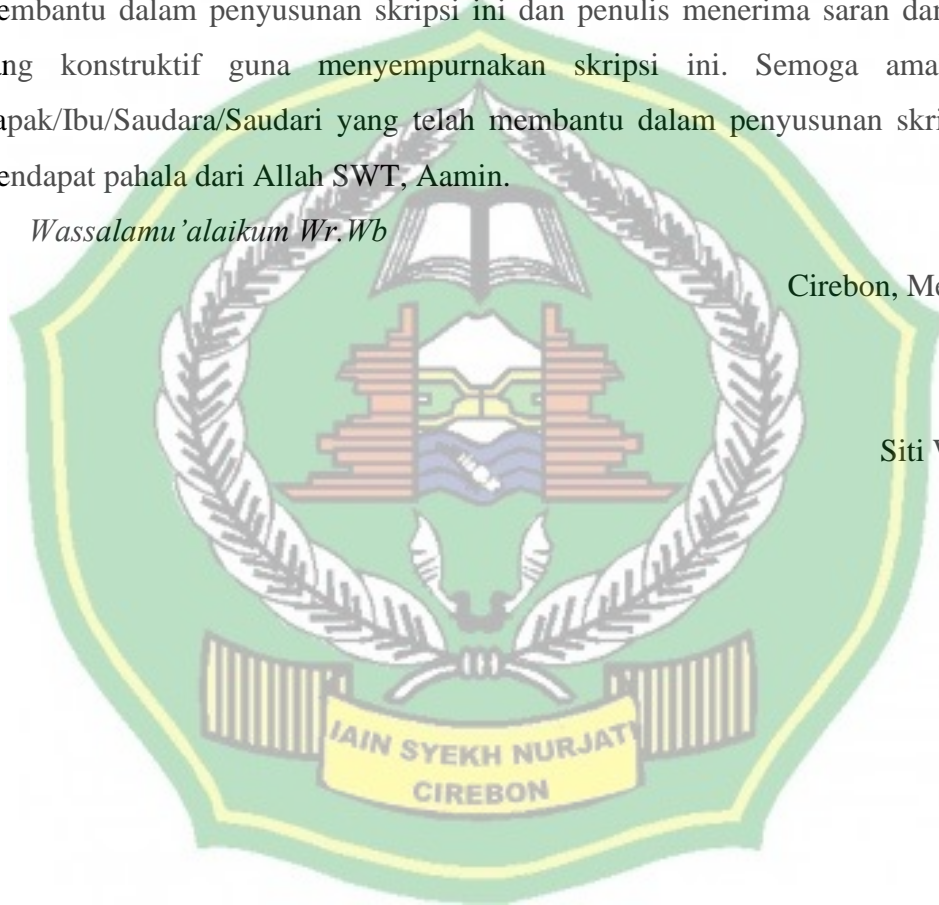 embantu dalam penyusunan skripsi ini dan penulis menerima saran dar
ang konstruktif guna menyempurnakan skripsi ini. Semoga ama
apak/Ibu/Saudara/Saudari yang telah membantu dalam penyusunan skri
endapat pahala dari Allah SWT, Aamin.
Wassalamu’alaikum Wr.Wb
Cirebon, Me
Siti
IAIN SYEKH NURJATI
CIREBON